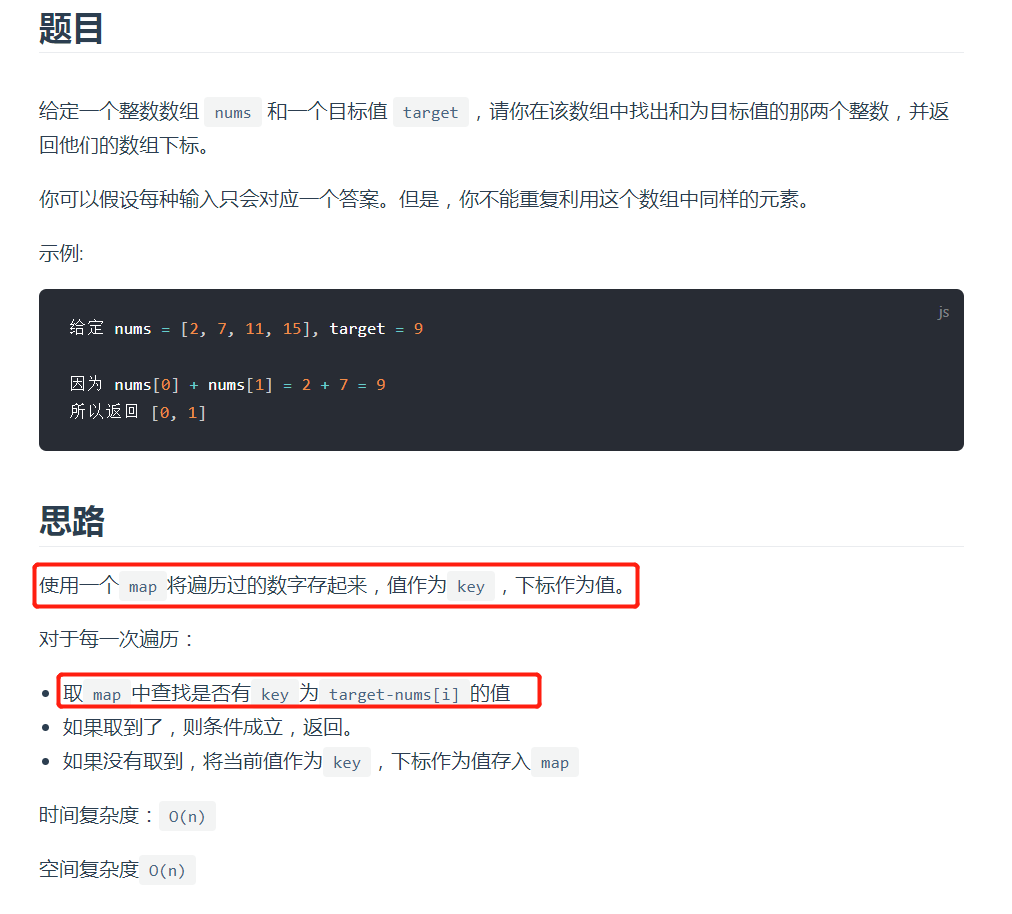 题目
给定一个整数数组 nums 和一个目标值 target ，请你在该数组中找出和为目标值的那两个整数，并返
回他们的数组下标。
你可以假设每种输入只会对应一个答案。但是，你不能重复利用这个数组中同样的元素。
示例:
js
给定 nums = [2, 7, 11, 15], target = 9
因为 nums[0] + nums[1] = 2 + 7 = 9
所以返回 [0, 1]
思路
使用一个 map 将遍历过的数字存起来，值作为 key ，下标作为值。
对于每一次遍历：
• 取 map 中查找是否有 key 为 target-nums[i] 的值
• 如果取到了，则条件成立，返回。
• 如果没有取到，将当前值作为 key ，下标作为值存入 map
时间复杂度： O(n)
空间复杂度 O(n)